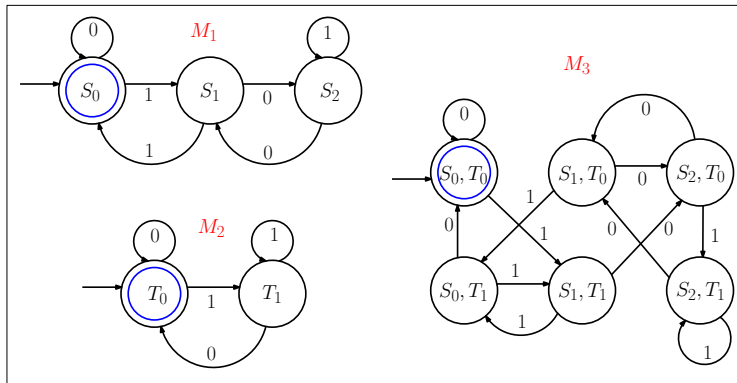 M₁
0
1
S₀
S₁
S₂
1
0
1
0
M₂
0
1
T₀
T₁
1
0
M₃
0
0
S₀, T₀
S₁, T₀
S₂, T₀
0
1
1
0
0
0
1
S₀, T₁
S₁, T₁
S₂, T₁
1
1
1